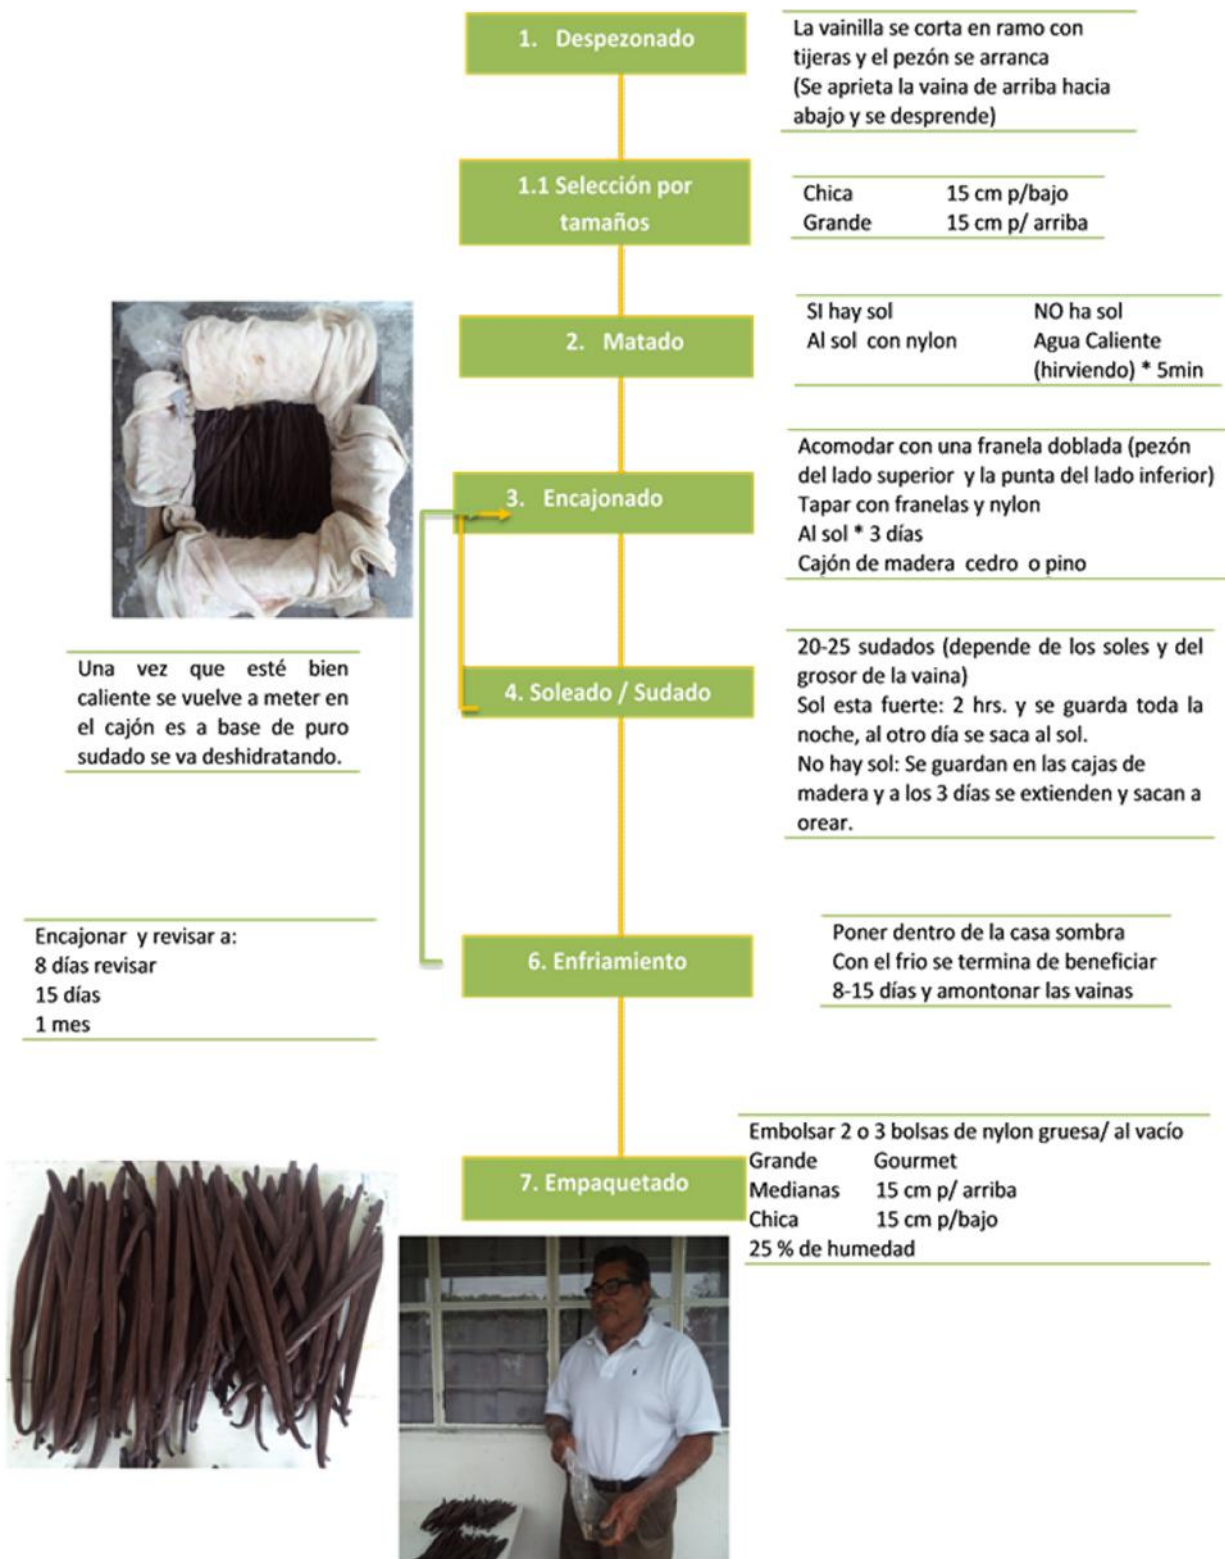 1. Despezonado
La vainilla se corta en ramo con
tijeras y el pezón se arranca
(Se aprieta la vaina de arriba hacia
abajo y se desprende)
1.1 Selección por
tamaños
Chica 15 cm p/bajo
Grande 15 cm p/ arriba
2. Matado
SI hay sol NO ha sol
Al sol con nylon Agua Caliente
(hirviendo) * 5min
3. Encajonado
Acomodar con una franela doblada (pezón
del lado superior y la punta del lado inferior)
Tapar con franelas y nylon
Al sol * 3 días
Cajón de madera cedro o pino
Una vez que esté bien
caliente se vuelve a meter en
el cajón es a base de puro
sudado se va deshidratando.
4. Soleado / Sudado
20-25 sudados (depende de los soles y del
grosor de la vaina)
Sol esta fuerte: 2 hrs. y se guarda toda la
noche, al otro día se saca al sol.
No hay sol: Se guardan en las cajas de
madera y a los 3 días se extienden y sacan a
orear.
Encajonar y revisar a:
8 días revisar
15 días
1 mes
6. Enfriamiento
Poner dentro de la casa sombra
Con el frio se termina de beneficiar
8-15 días y amontonar las vainas
7. Empaquetado
Embolsar 2 o 3 bolsas de nylon gruesa/ al vacío
Grande Gourmet
Medianas 15 cm p/ arriba
Chica 15 cm p/bajo
25 % de humedad